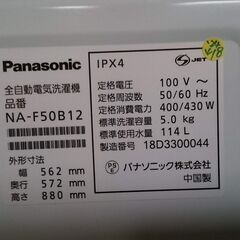 Panasonic
全自動電気洗濯機
品番
NA-F50B12
外形寸法
幅 562 mm
奥行 572 mm
高さ 880 mm
IPX4
JET
定格電圧 100 V~
定格周波数 50/60 Hz
定格消費電力 400/430 W
標準洗濯容量 5.0 kg
標準水量 114 L
製造番号 18D3300044
PS E
パナソニック株式会社
中国製